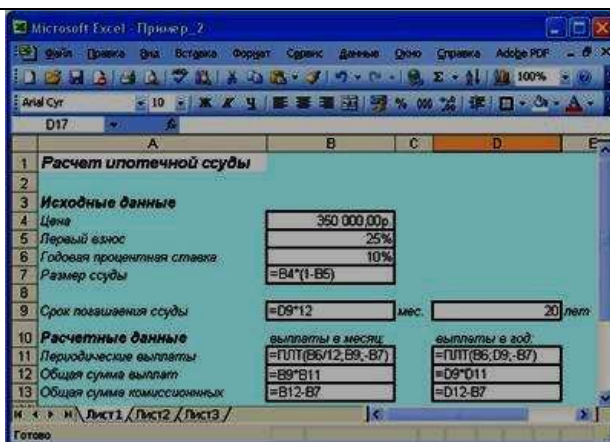 Microsoft Excel - Пример_2
Файл Правка Вид Вставка Формат Сервис Данные Окно Справка Adobe PDF
100%
Arial Cyr 10 Ж К Ч % 000
D17 fx
A B C D E
1 Расчет ипотечной ссуды
2
3 Исходные данные
4 Цена 350 000,00р
5 Первый взнос 25%
6 Годовая процентная ставка 10%
7 Размер ссуды =B4*(1-B5)
8
9 Срок погашения ссуды =D9*12 мес. 20 лет
10 Расчетные данные выплаты в месяц: выплаты в год:
11 Периодические выплаты =ПЛТ(B6/12;B9;-B7) =ПЛТ(B6;D9;-B7)
12 Общая сумма выплат =B9*B11 =D9*D11
13 Общая сумма комиссионных =B12-B7 =D12-B7
Лист1 Лист2 Лист3
Готово